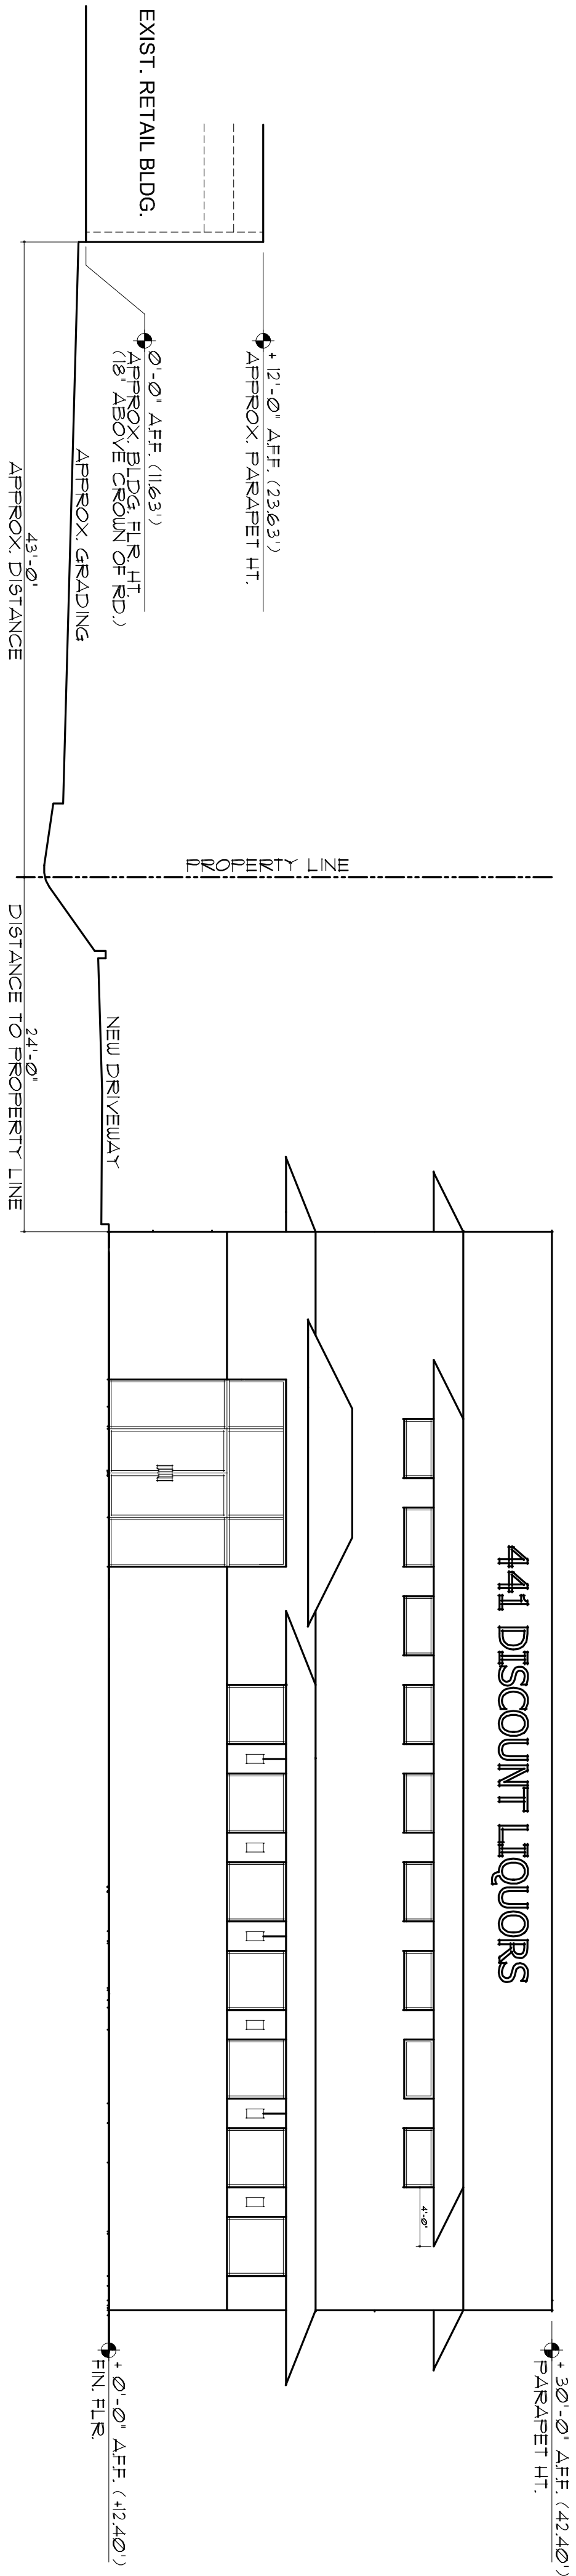 EXIST. RETAIL BLDG.
+ 12'-0" A.F.F. (23.63')
APPROX. PARAPET HT.
0'-0" A.F.F. (11.63')
APPROX. BLDG. FLR. HT.
(18" ABOVE CROWN OF RD.)
APPROX. GRADING
43'-0"
APPROX. DISTANCE
PROPERTY LINE
NEW DRIVEWAY
24'-0"
DISTANCE TO PROPERTY LINE
441 DISCOUNT LIQUORS
4'-0"
+ 30'-0" A.F.F. (42.40')
PARAPET HT.
+ 0'-0" A.F.F. (+12.40')
FIN. FLR.